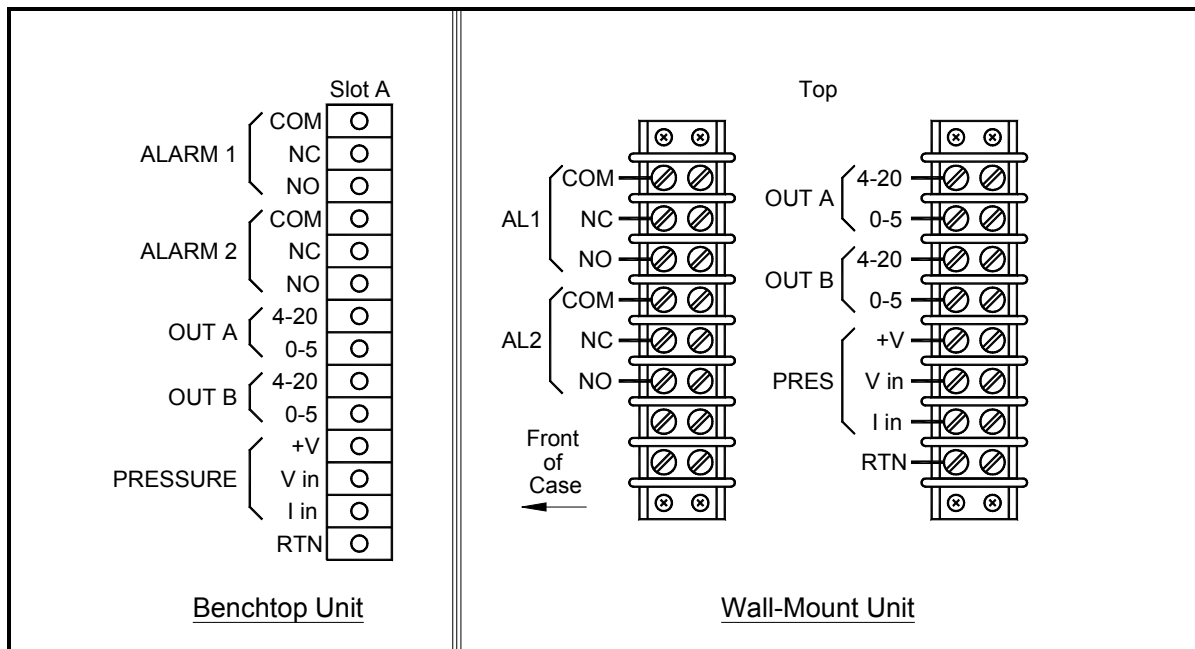 Slot A
ALARM 1
COM
NC
NO
ALARM 2
COM
NC
NO
OUT A
4-20
0-5
OUT B
4-20
0-5
PRESSURE
+V
V in
I in
RTN
Benchtop Unit
Top
AL1
COM
NC
NO
AL2
COM
NC
NO
Front
of
Case
OUT A
4-20
0-5
OUT B
4-20
0-5
PRES
+V
V in
I in
RTN
Wall-Mount Unit